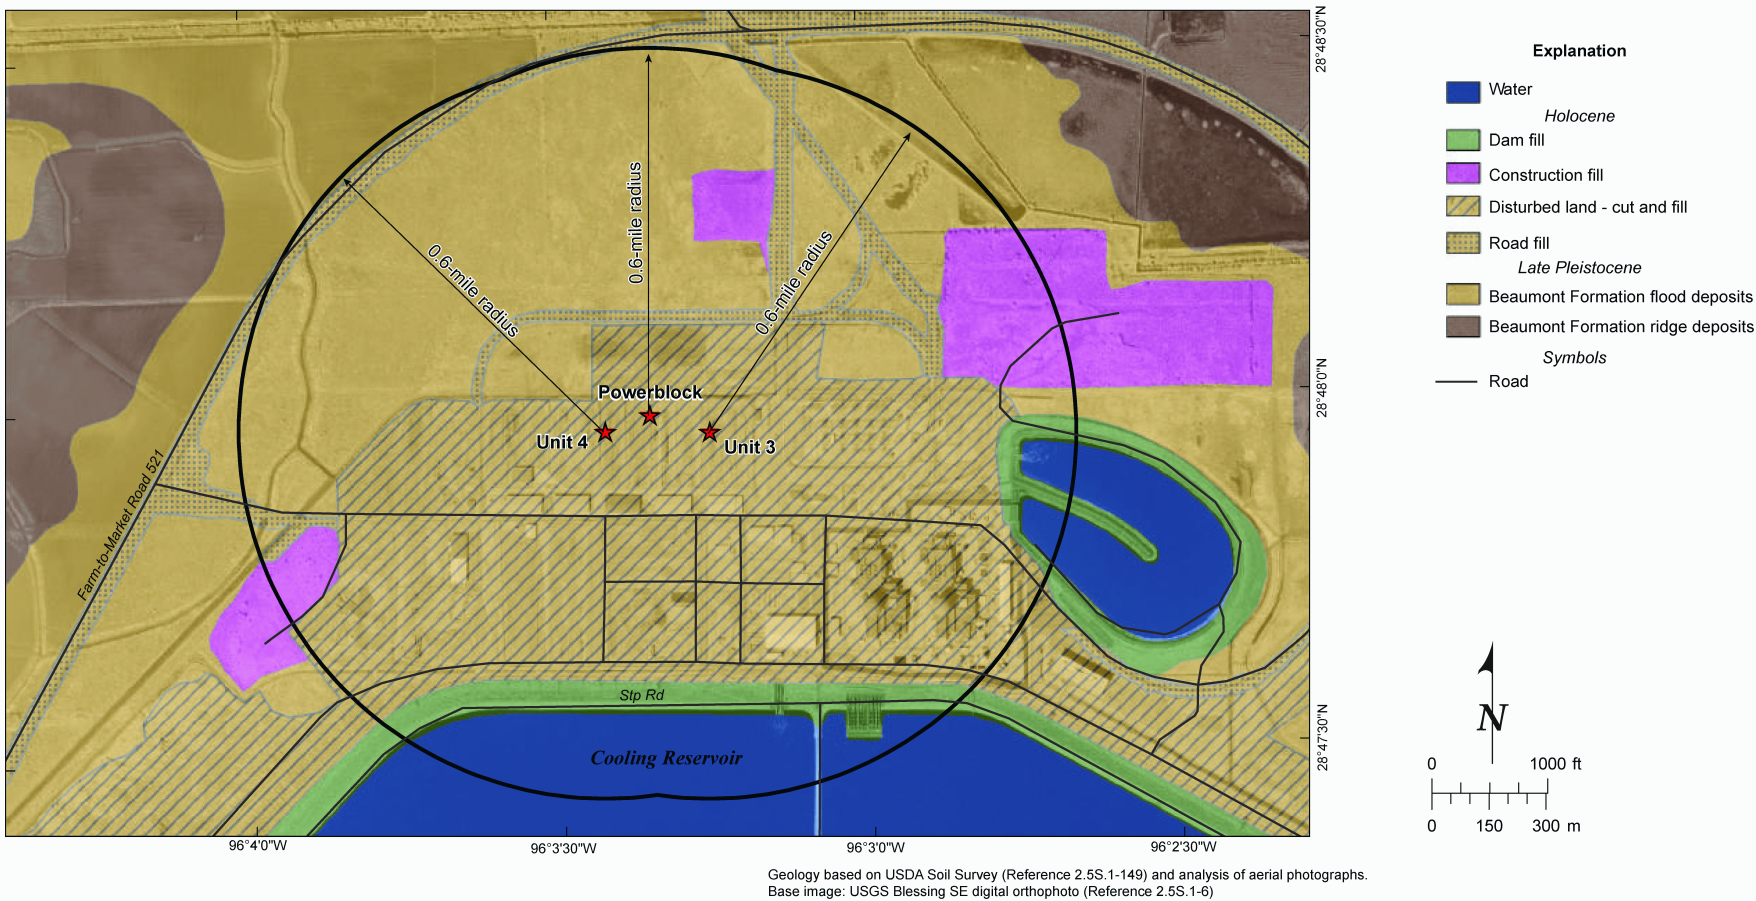 28°48'30"N
28°48'0"N
28°47'30"N
0.6-mile radius
0.6-mile radius
0.6-mile radius
Powerblock
Unit 4
Unit 3
Farm-to-Market Road 521
Stp Rd
Cooling Reservoir
96°4'0"W
96°3'30"W
96°3'0"W
96°2'30"W
Explanation
Water
Holocene
Dam fill
Construction fill
Disturbed land - cut and fill
Road fill
Late Pleistocene
Beaumont Formation flood deposits
Beaumont Formation ridge deposits
Symbols
Road
N
0 1000 ft
0 150 300 m
Geology based on USDA Soil Survey (Reference 2.5S.1-149) and analysis of aerial photographs.
Base image: USGS Blessing SE digital orthophoto (Reference 2.5S.1-6)